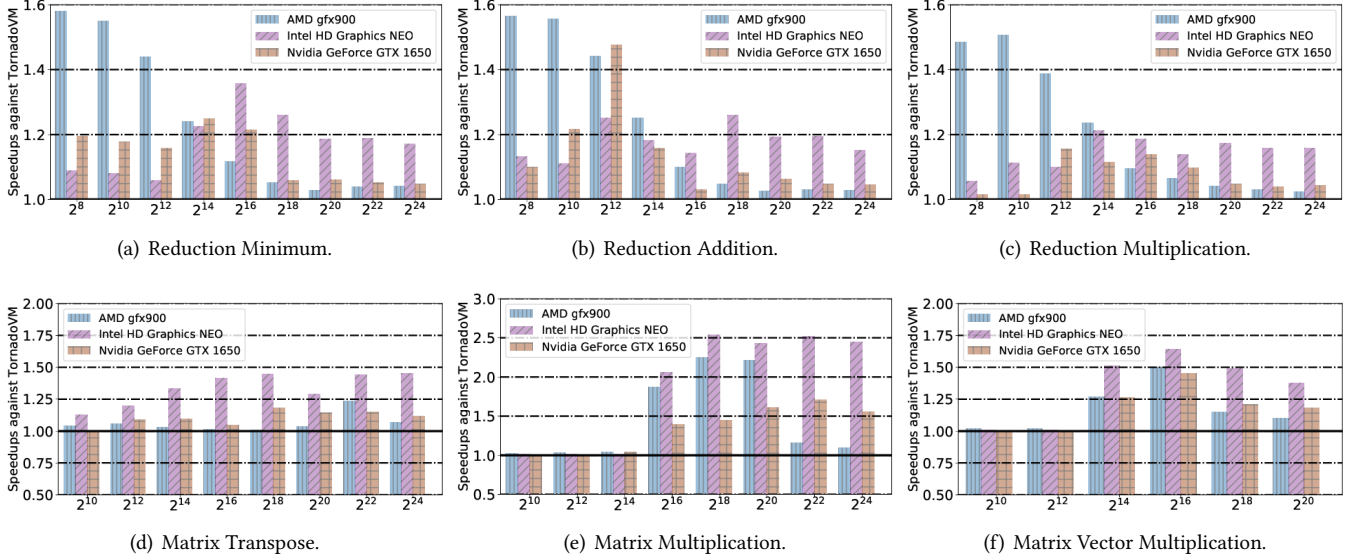 Speedups against TornadoVM
1.6
1.4
1.2
1.0
AMD gfx900
Intel HD Graphics NEO
Nvidia GeForce GTX 1650
2^8 2^10 2^12 2^14 2^16 2^18 2^20 2^22 2^24
(a) Reduction Minimum.
Speedups against TornadoVM
1.6
1.4
1.2
1.0
AMD gfx900
Intel HD Graphics NEO
Nvidia GeForce GTX 1650
2^8 2^10 2^12 2^14 2^16 2^18 2^20 2^22 2^24
(b) Reduction Addition.
Speedups against TornadoVM
1.6
1.4
1.2
1.0
AMD gfx900
Intel HD Graphics NEO
Nvidia GeForce GTX 1650
2^8 2^10 2^12 2^14 2^16 2^18 2^20 2^22 2^24
(c) Reduction Multiplication.
Speedups against TornadoVM
2.00
1.75
1.50
1.25
1.00
0.75
0.50
AMD gfx900
Intel HD Graphics NEO
Nvidia GeForce GTX 1650
2^10 2^12 2^14 2^16 2^18 2^20 2^22 2^24
(d) Matrix Transpose.
Speedups against TornadoVM
3.0
2.5
2.0
1.5
1.0
0.5
AMD gfx900
Intel HD Graphics NEO
Nvidia GeForce GTX 1650
2^10 2^12 2^14 2^16 2^18 2^20 2^22 2^24
(e) Matrix Multiplication.
Speedups against TornadoVM
2.00
1.75
1.50
1.25
1.00
0.75
0.50
AMD gfx900
Intel HD Graphics NEO
Nvidia GeForce GTX 1650
2^10 2^12 2^14 2^16 2^18 2^20
(f) Matrix Vector Multiplication.